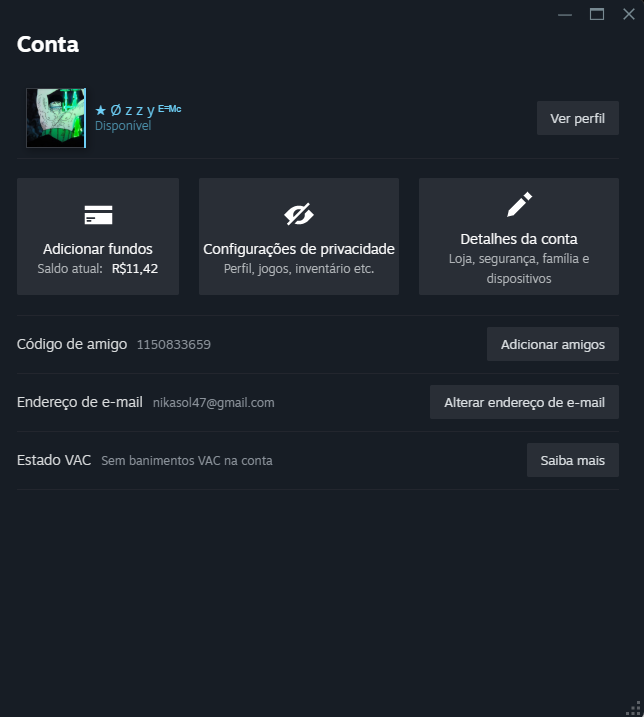 Conta
★ Ø z z y ᴱ⁼ᴹᶜ
Disponível
Ver perfil
Adicionar fundos
Saldo atual: R$11,42
Configurações de privacidade
Perfil, jogos, inventário etc.
Detalhes da conta
Loja, segurança, família e
dispositivos
Código de amigo 1150833659
Adicionar amigos
Endereço de e-mail nikasol47@gmail.com
Alterar endereço de e-mail
Estado VAC Sem banimentos VAC na conta
Saiba mais